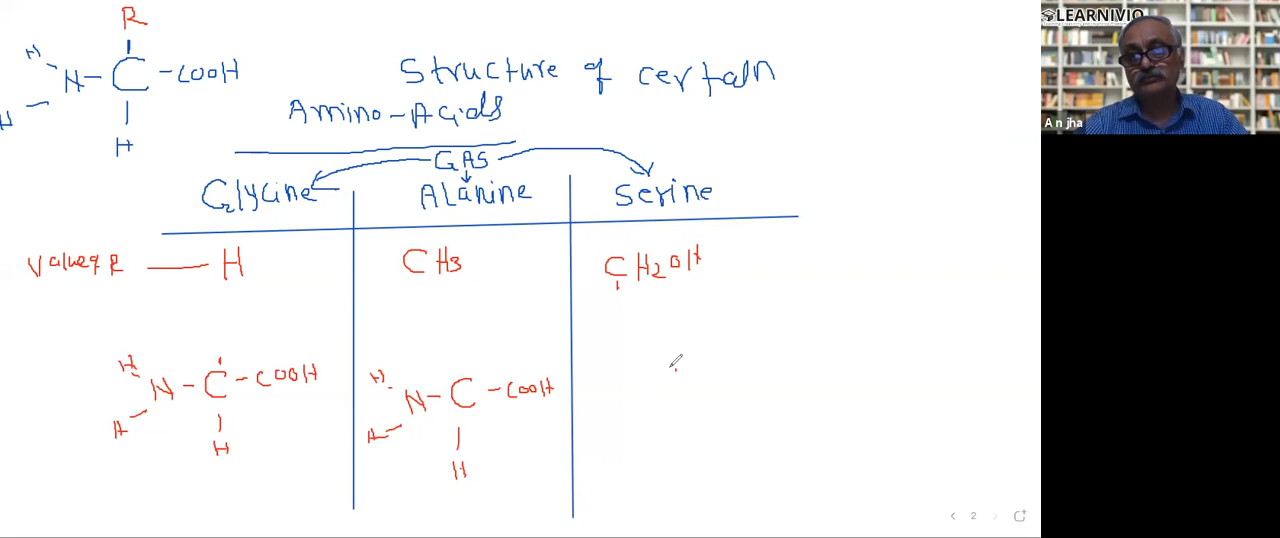 R
H
N - C - COOH
H
H
Structure of certain
Amino-Acids
GAS
Glycine
Alanine
Serine
Value of R — H
CH3
CH2OH
H
N - C - COOH
H
H
H
N - C - COOH
H
H
LEARNIVIO
A n jha
2